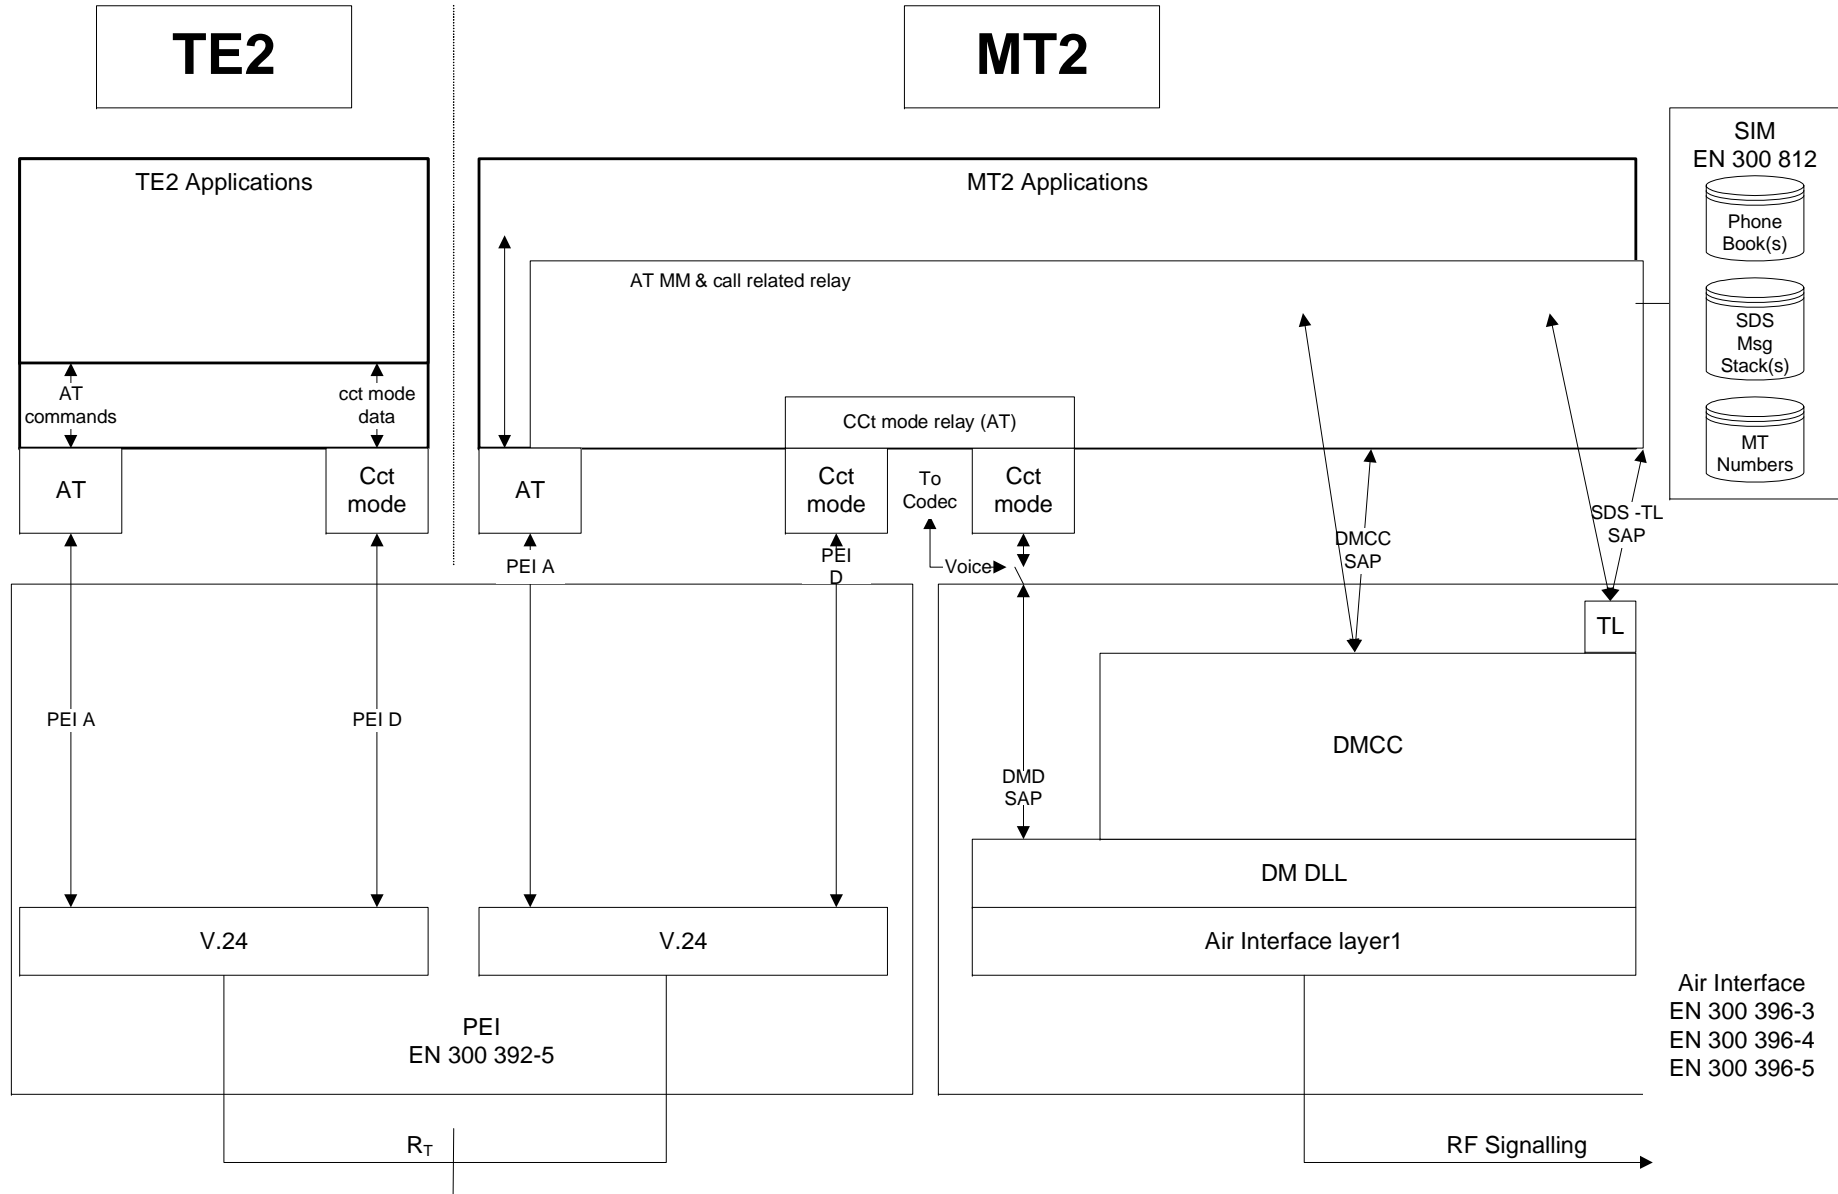 TE2
MT2
SIM
EN 300 812
Phone
Book(s)
SDS
Msg
Stack(s)
MT
Numbers
TE2 Applications
MT2 Applications
AT MM & call related relay
AT
commands
cct mode
data
CCt mode relay (AT)
AT
Cct
mode
AT
Cct
mode
To
Codec
Cct
mode
PEI A
PEI
D
Voice
DMCC
SAP
SDS -TL
SAP
TL
PEI A
PEI D
DMD
SAP
DMCC
DM DLL
V.24
V.24
Air Interface layer1
PEI
EN 300 392-5
Air Interface
EN 300 396-3
EN 300 396-4
EN 300 396-5
RT
RF Signalling